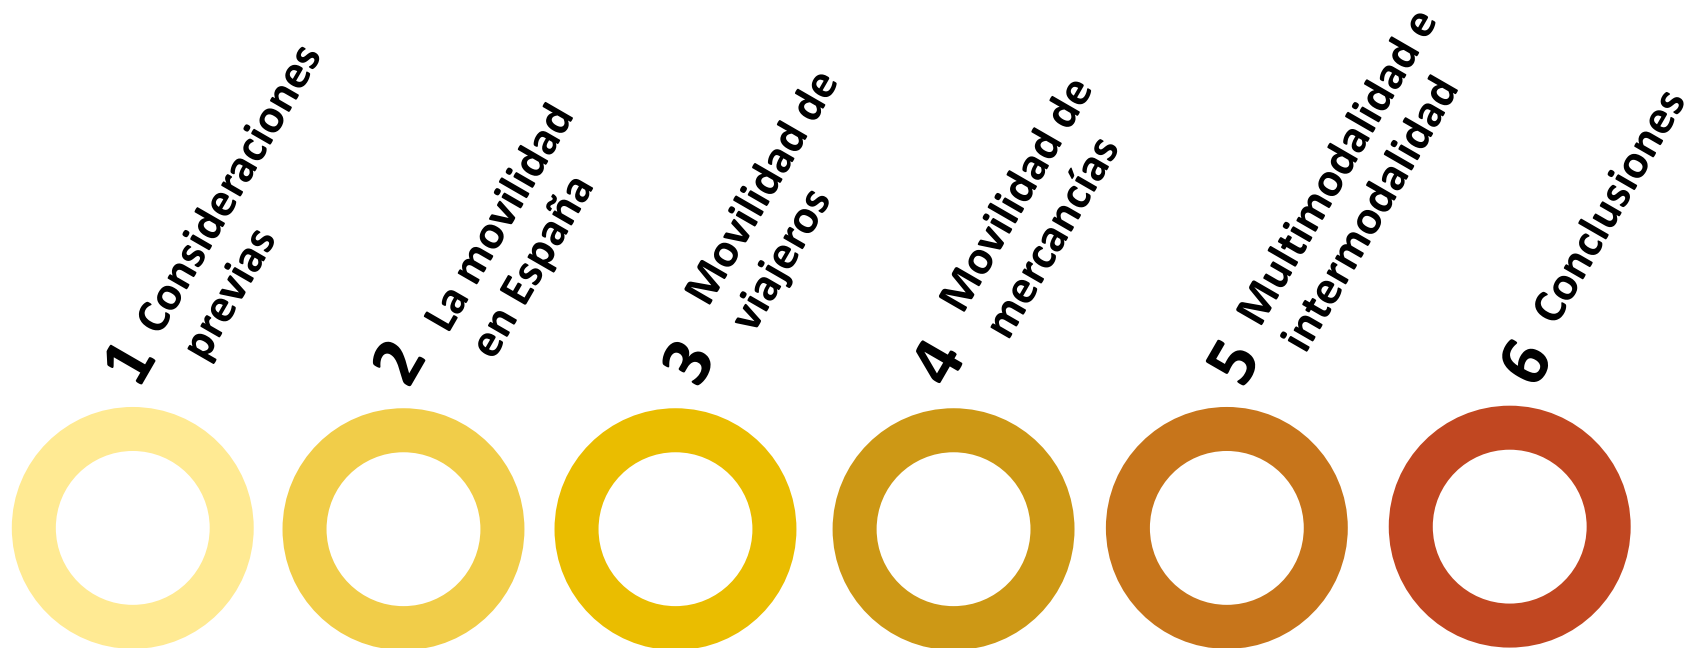 1 Consideraciones
previas
2 La movilidad
en España
3 Movilidad de
viajeros
4 Movilidad de
mercancías
5 Multimodalidad e
intermodalidad
6 Conclusiones